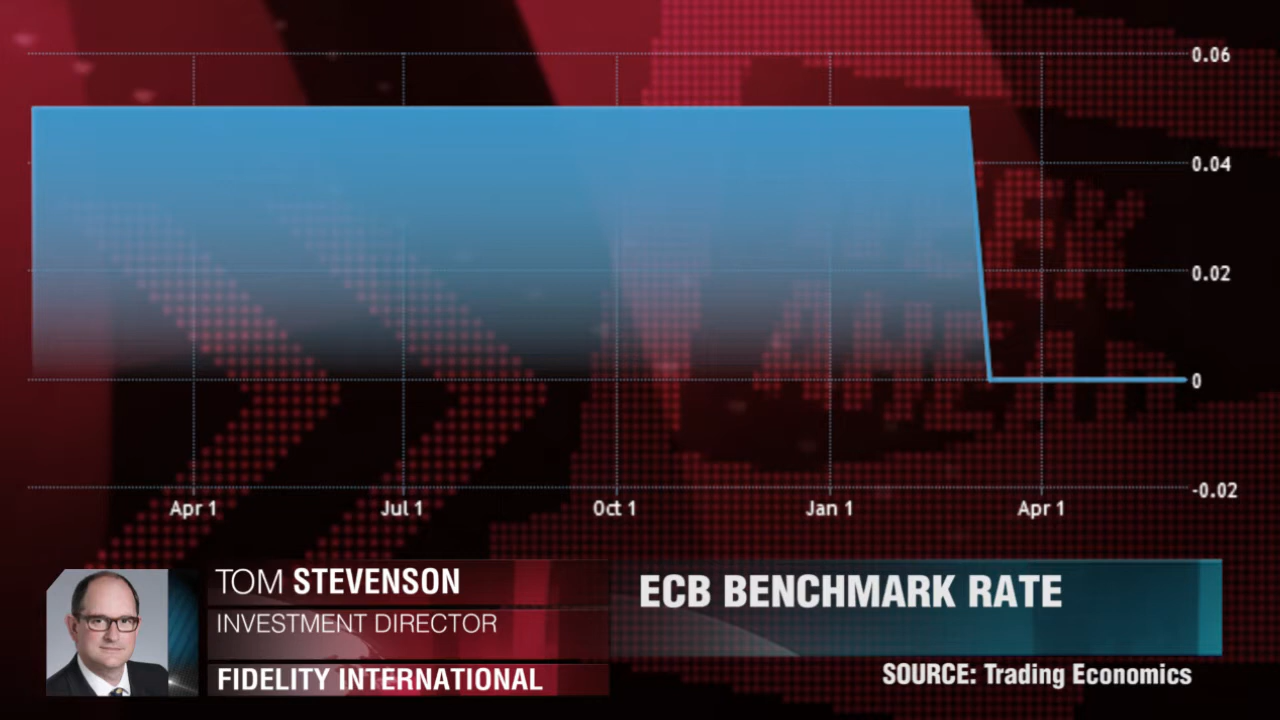 0.06
0.04
0.02
0
-0.02
Apr 1 Jul 1 Oct 1 Jan 1 Apr 1
TOM STEVENSON
INVESTMENT DIRECTOR
FIDELITY INTERNATIONAL
ECB BENCHMARK RATE
SOURCE: Trading Economics